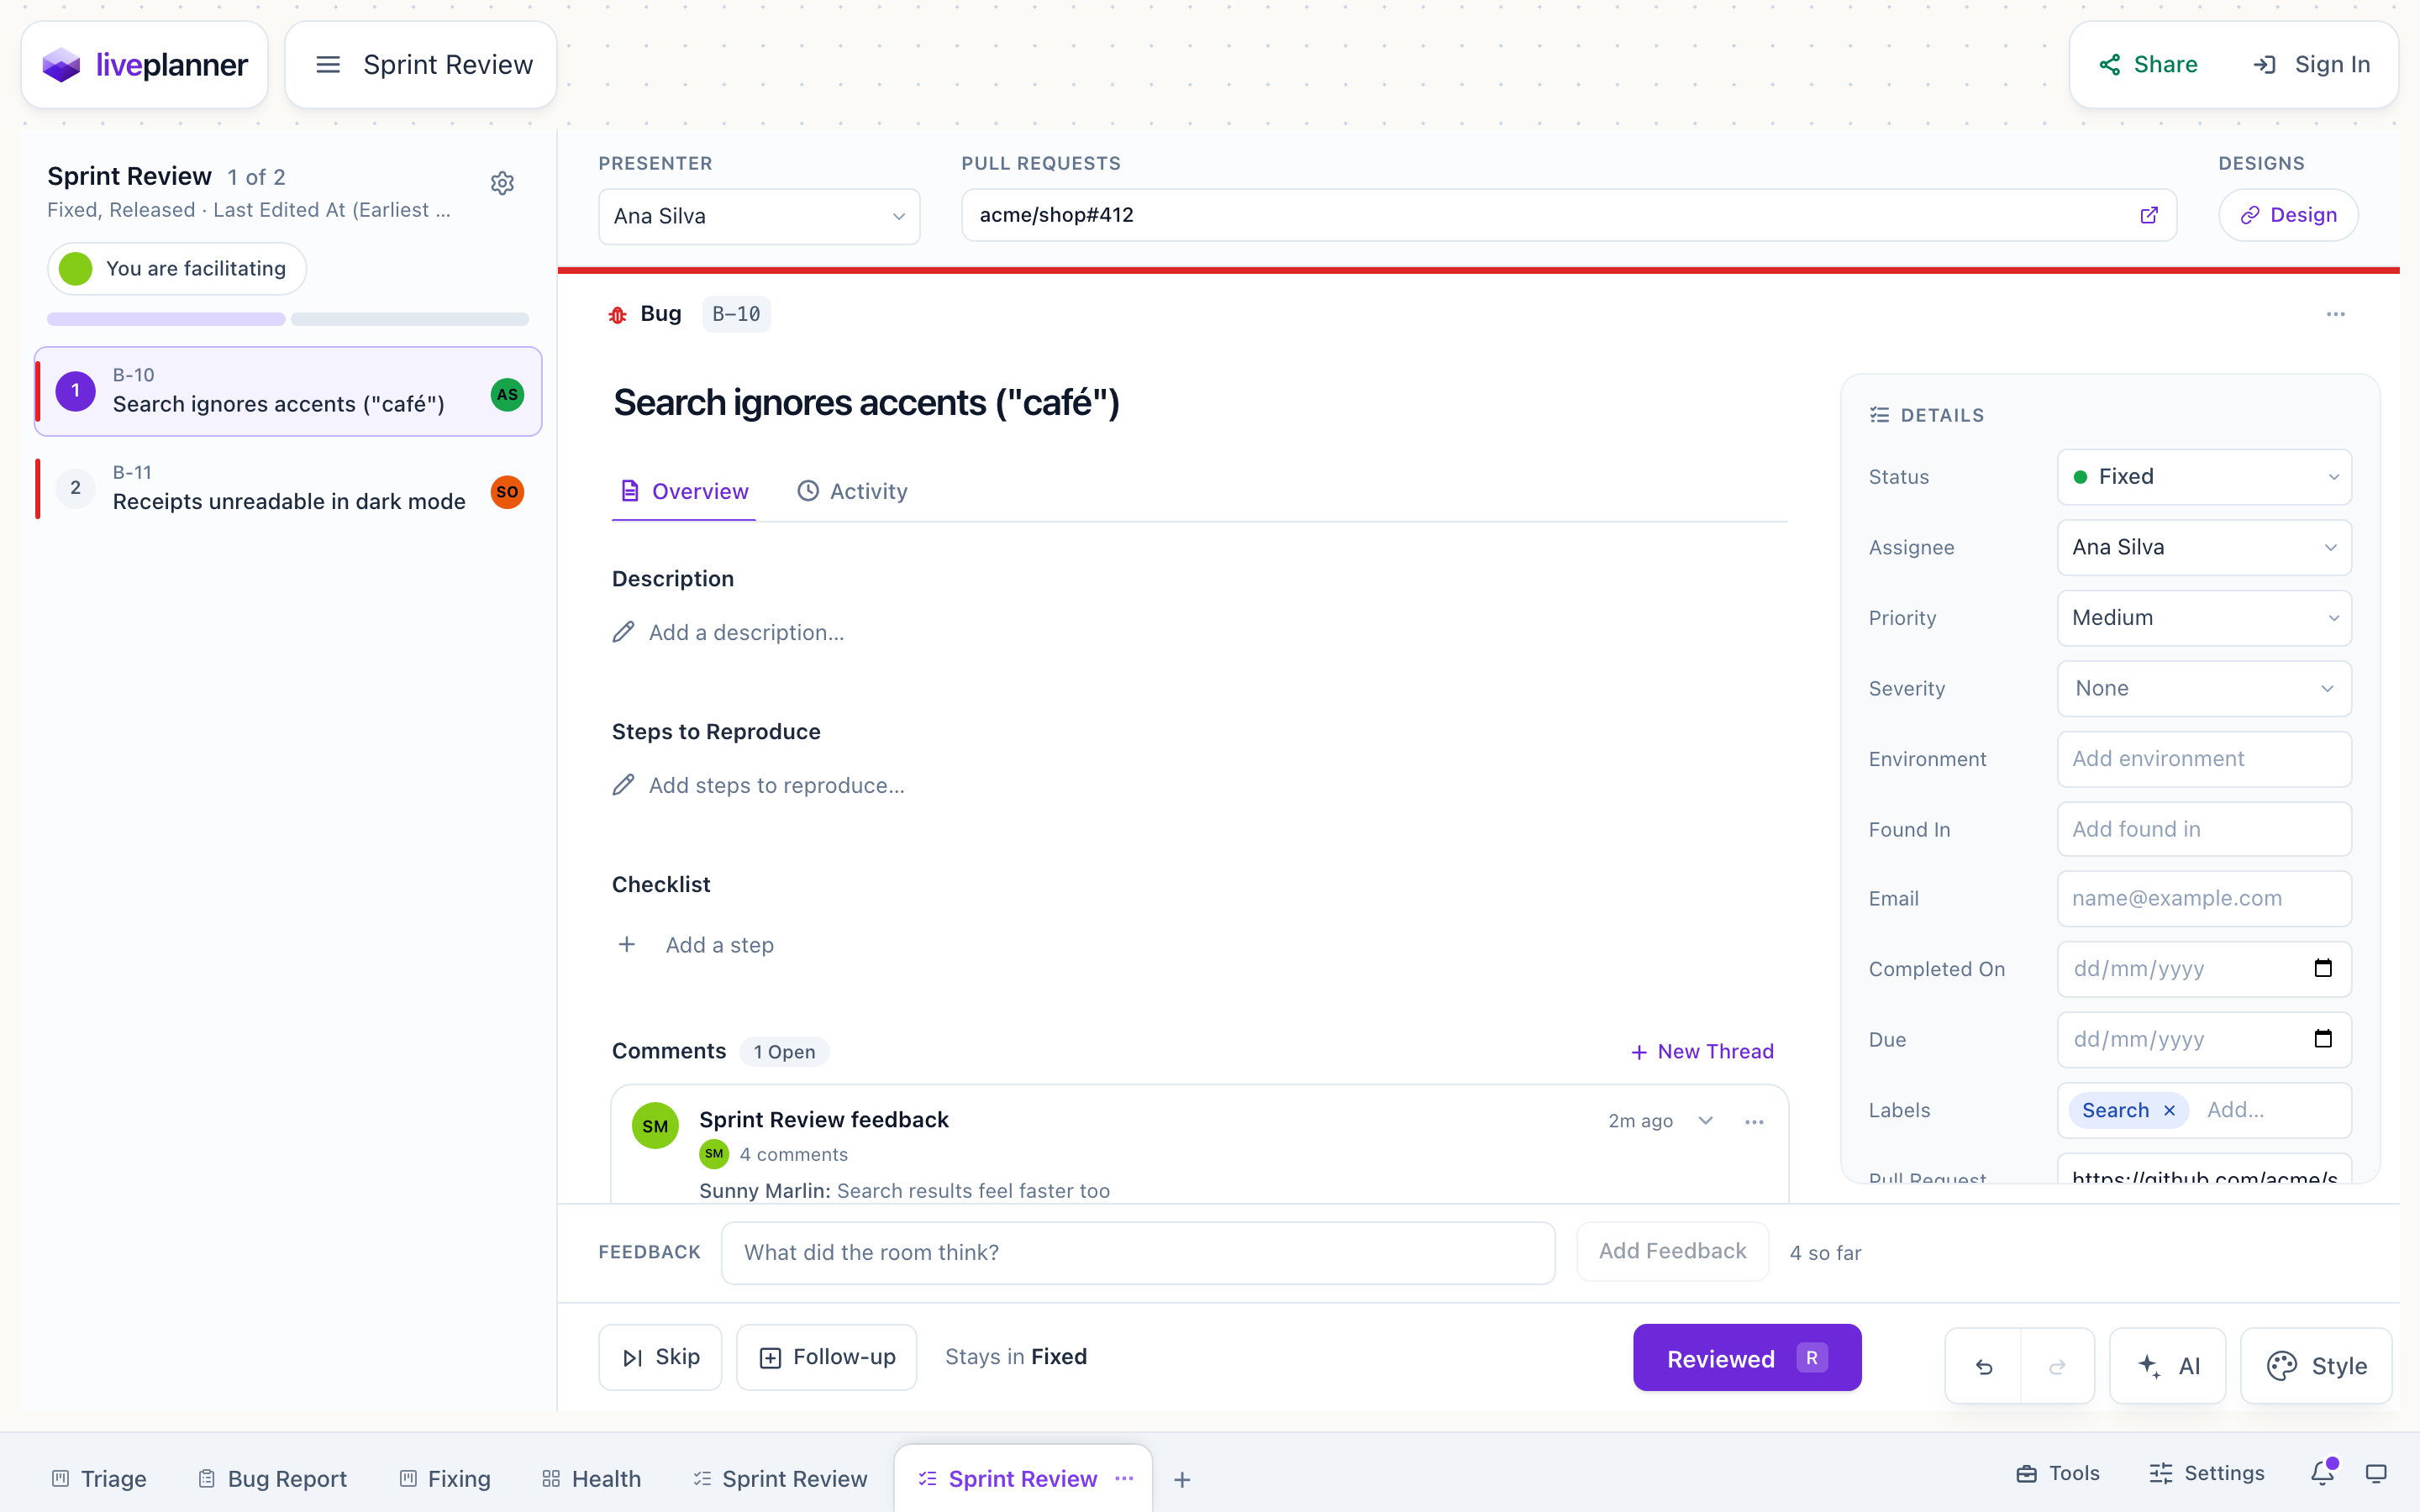 liveplanner
Sprint Review
Share
Sign In
Sprint Review 1 of 2
Fixed, Released · Last Edited At (Earliest ...
You are facilitating
1
B-10
Search ignores accents ("café")
AS
2
B-11
Receipts unreadable in dark mode
SO
PRESENTER
Ana Silva
PULL REQUESTS
acme/shop#412
DESIGNS
Design
Bug B-10
Search ignores accents ("café")
Overview
Activity
Description
Add a description...
Steps to Reproduce
Add steps to reproduce...
Checklist
Add a step
Comments 1 Open
New Thread
SM
Sprint Review feedback
2m ago
SM 4 comments
Sunny Marlin: Search results feel faster too
DETAILS
Status Fixed
Assignee Ana Silva
Priority Medium
Severity None
Environment Add environment
Found In Add found in
Email name@example.com
Completed On dd/mm/yyyy
Due dd/mm/yyyy
Labels Search × Add...
Pull Request https://github.com/acme/s
FEEDBACK What did the room think? Add Feedback 4 so far
Skip Follow-up Stays in Fixed Reviewed R
AI Style
Triage Bug Report Fixing Health Sprint Review Sprint Review ... +
Tools Settings